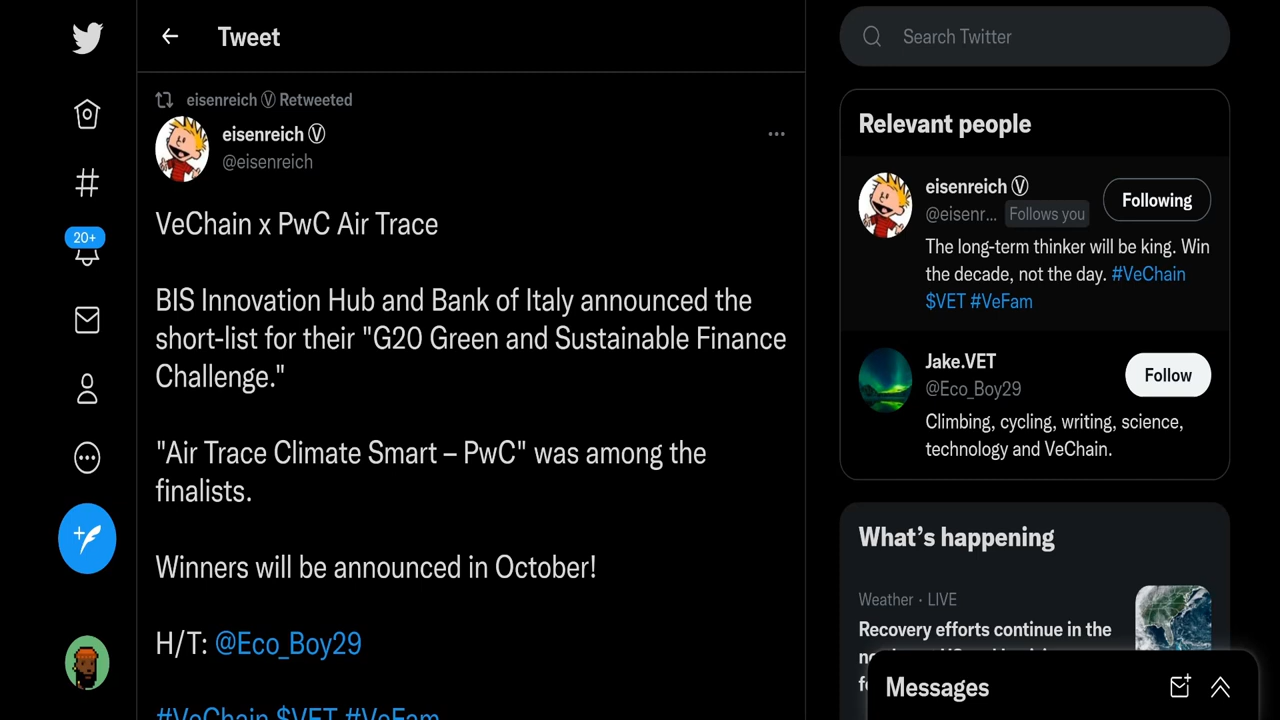 Tweet
eisenreich Ⓥ Retweeted
eisenreich Ⓥ
@eisenreich
VeChain x PwC Air Trace
BIS Innovation Hub and Bank of Italy announced the
short-list for their "G20 Green and Sustainable Finance
Challenge."
"Air Trace Climate Smart – PwC" was among the
finalists.
Winners will be announced in October!
H/T: @Eco_Boy29
#VeChain $VET #VeFam
20+
Search Twitter
Relevant people
eisenreich Ⓥ
@eisenr... Follows you
Following
The long-term thinker will be king. Win
the decade, not the day. #VeChain
$VET #VeFam
Jake.VET
@Eco_Boy29
Follow
Climbing, cycling, writing, science,
technology and VeChain.
What's happening
Weather · LIVE
Recovery efforts continue in the
Messages